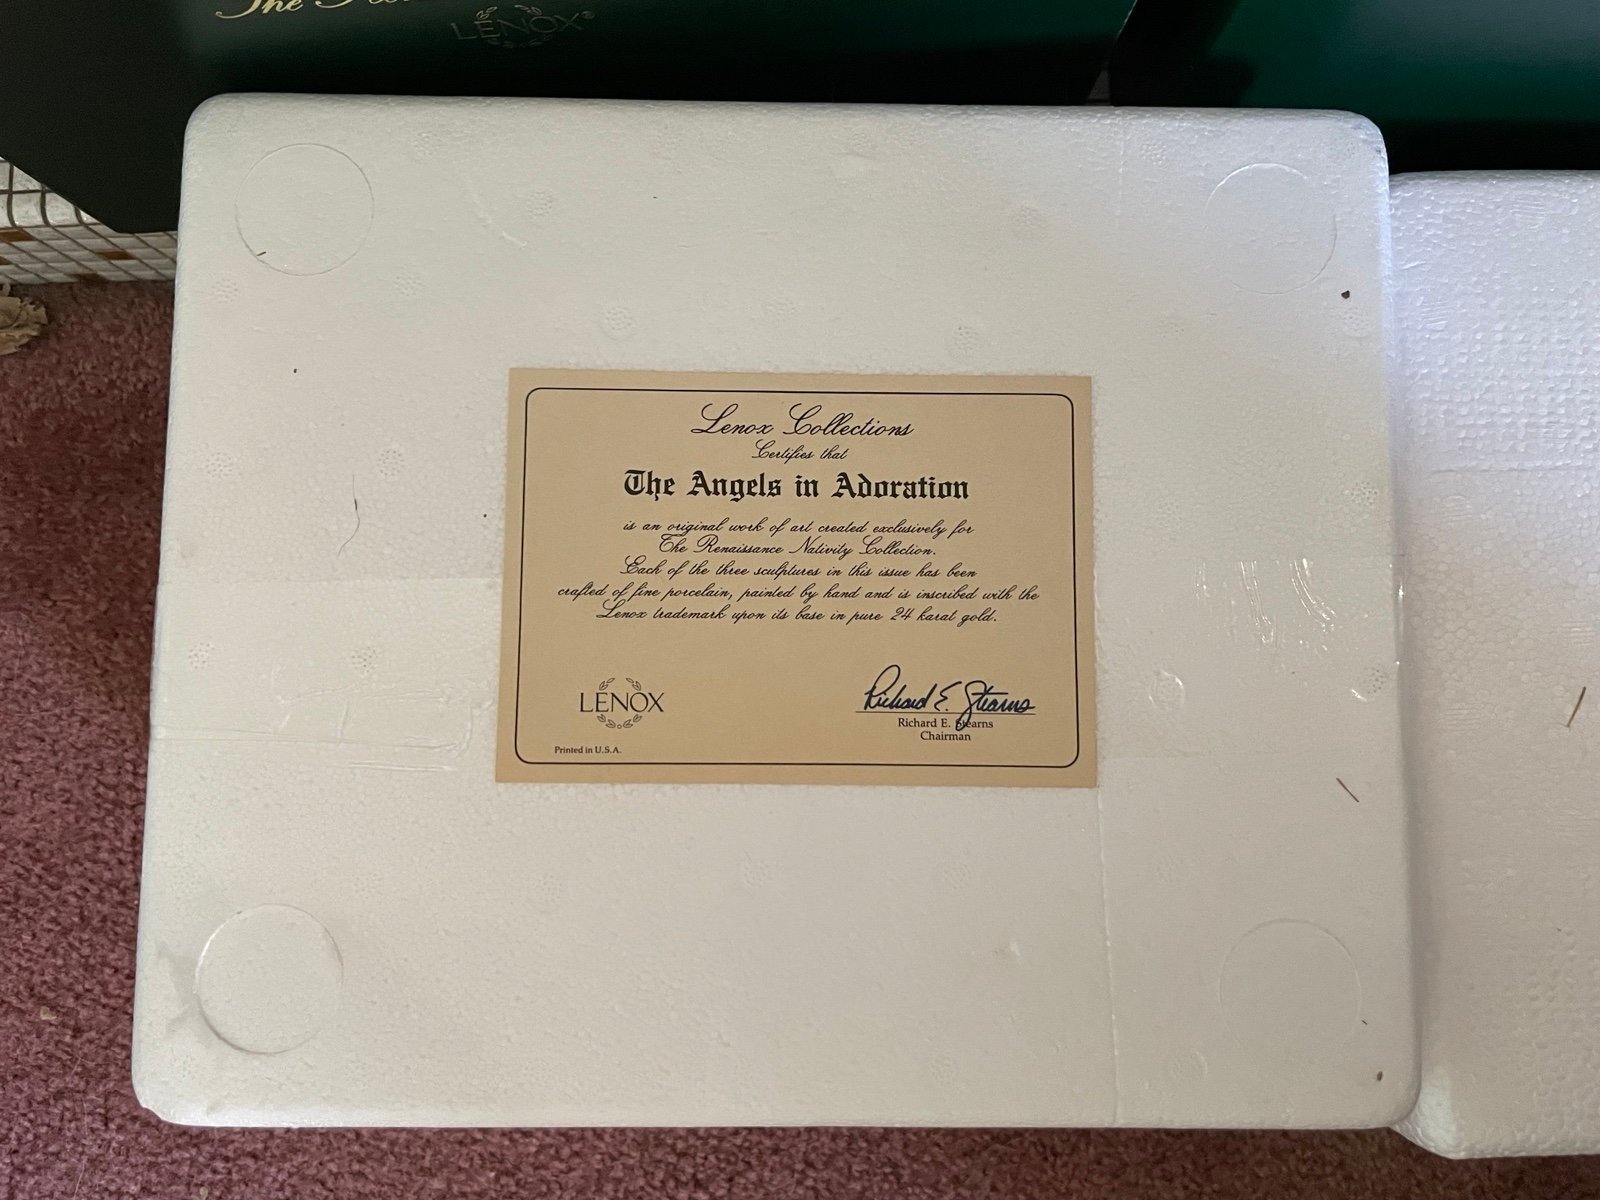 The
LENOX®
Lenox Collections
Certifies that
The Angels in Adoration
is an original work of art created exclusively for
The Renaissance Nativity Collection.
Each of the three sculptures in this issue has been
crafted of fine porcelain, painted by hand and is inscribed with the
Lenox trademark upon its base in pure 24 karat gold.
LENOX
Richard E. Stearns
Richard E. Stearns
Chairman
Printed in U.S.A.